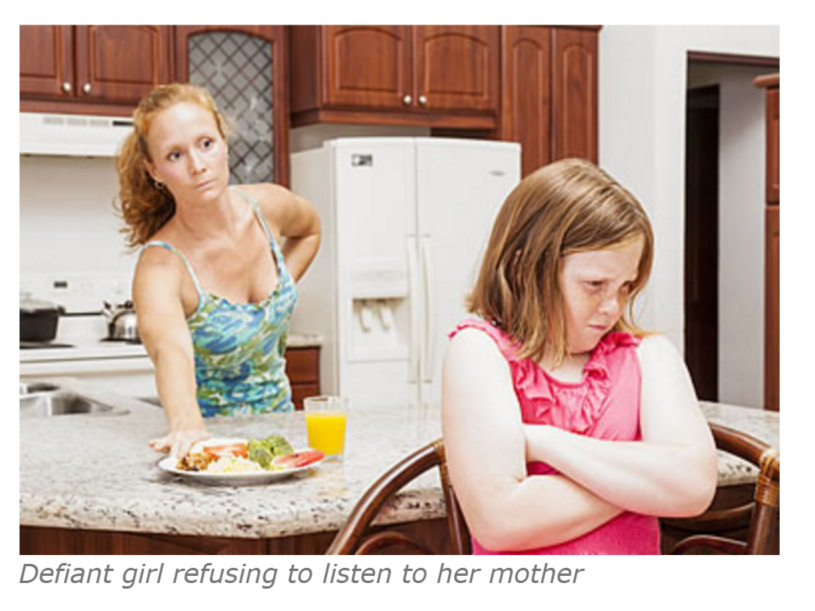 Defiant girl refusing to listen to her mother